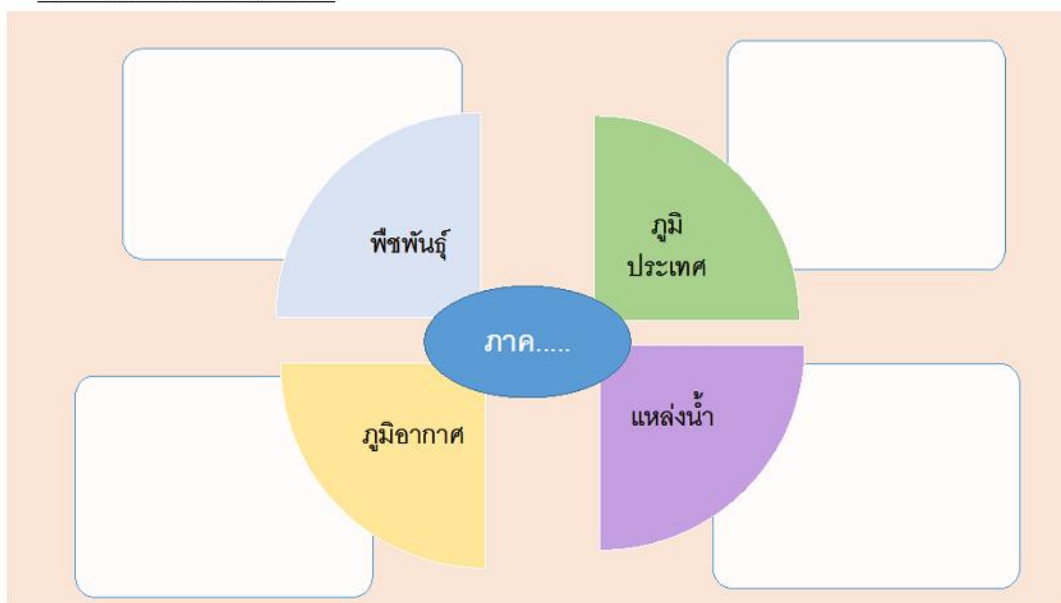 พืชพันธุ์
ภูมิ
ประเทศ
ภาค.....
ภูมิอากาศ
แหล่งน้ำ